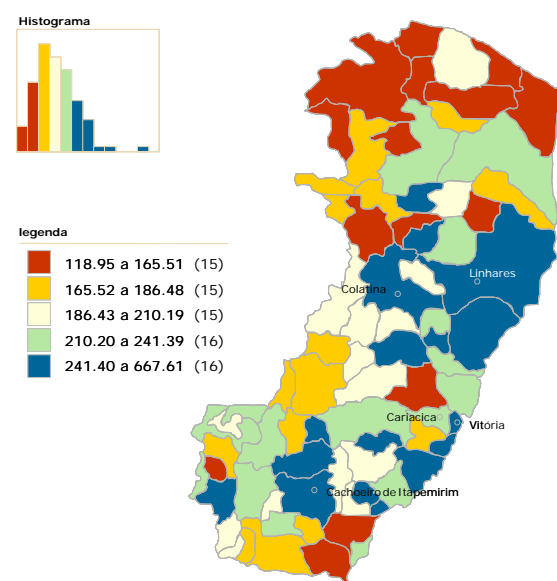 Histograma
legenda
118.95 a 165.51 (15)
165.52 a 186.48 (15)
186.43 a 210.19 (15)
210.20 a 241.39 (16)
241.40 a 667.61 (16)
Linhares
Colatina
Cariacica
Vitória
Cachoeiro de Itapemirim